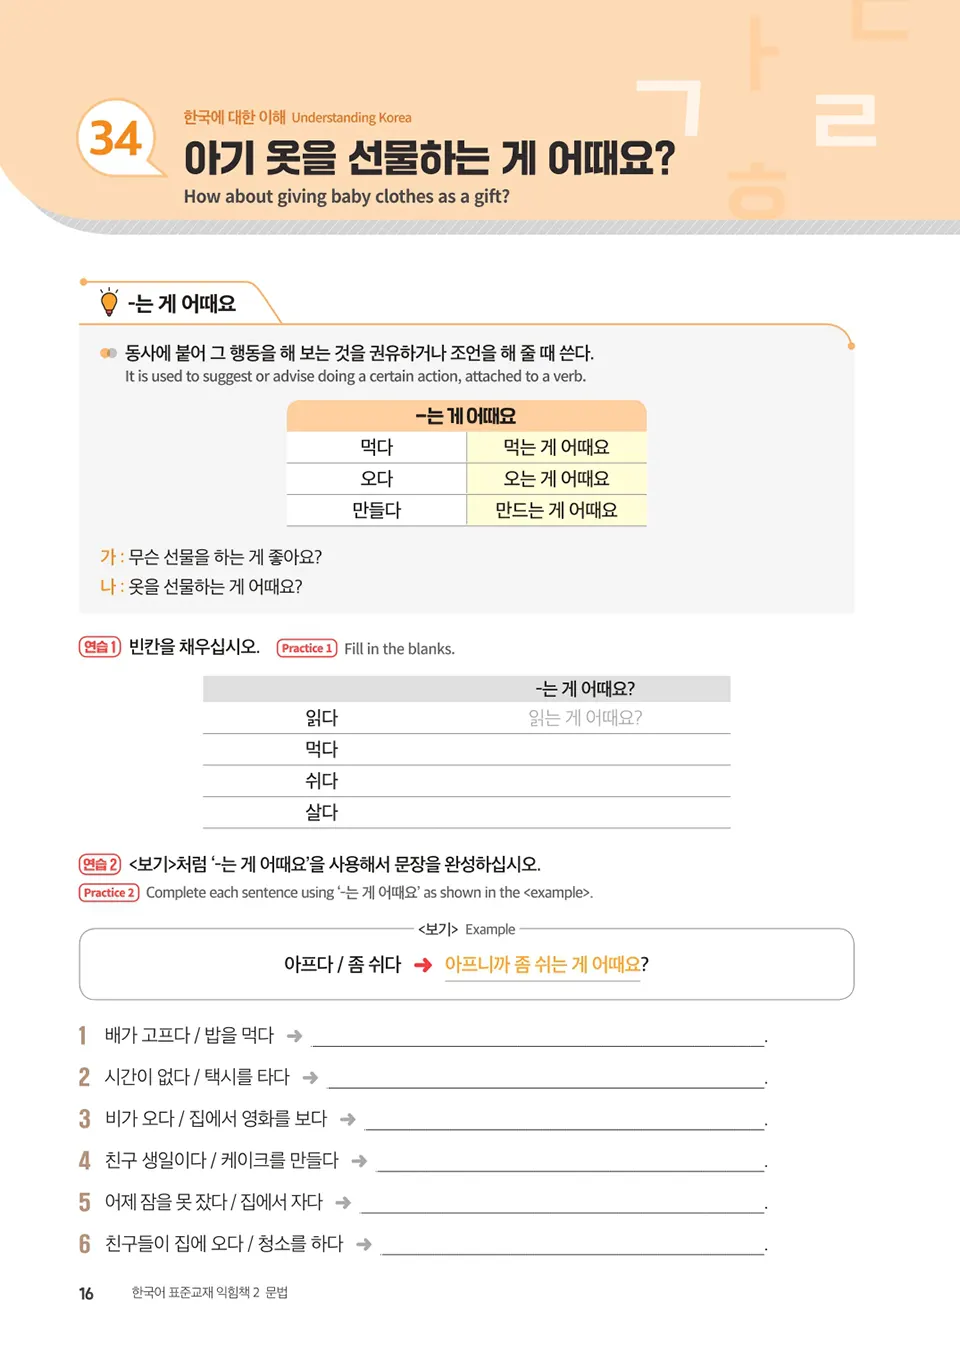 34
한국에 대한 이해 Understanding Korea
아기 옷을 선물하는 게 어때요?
How about giving baby clothes as a gift?
ㄱ ㅏ ㄴ ㄹ ㅎ
-는 게 어때요
동사에 붙어 그 행동을 해 보는 것을 권유하거나 조언을 해 줄 때 쓴다.
It is used to suggest or advise doing a certain action, attached to a verb.
-는 게 어때요
먹다 먹는 게 어때요
오다 오는 게 어때요
만들다 만드는 게 어때요
가 : 무슨 선물을 하는 게 좋아요?
나 : 옷을 선물하는 게 어때요?
연습 1 빈칸을 채우십시오. Practice 1 Fill in the blanks.
-는 게 어때요?
읽다 읽는 게 어때요?
먹다
쉬다
살다
연습 2 <보기>처럼 ‘-는 게 어때요’을 사용해서 문장을 완성하십시오.
Practice 2 Complete each sentence using ‘-는 게 어때요’ as shown in the <example>.
<보기> Example
아프다 / 좀 쉬다 ➜ 아프니까 좀 쉬는 게 어때요?
1 배가 고프다 / 밥을 먹다 ➜ .
2 시간이 없다 / 택시를 타다 ➜ .
3 비가 오다 / 집에서 영화를 보다 ➜ .
4 친구 생일이다 / 케이크를 만들다 ➜ .
5 어제 잠을 못 잤다 / 집에서 자다 ➜ .
6 친구들이 집에 오다 / 청소를 하다 ➜ .
16 한국어 표준교재 익힘책 2 문법